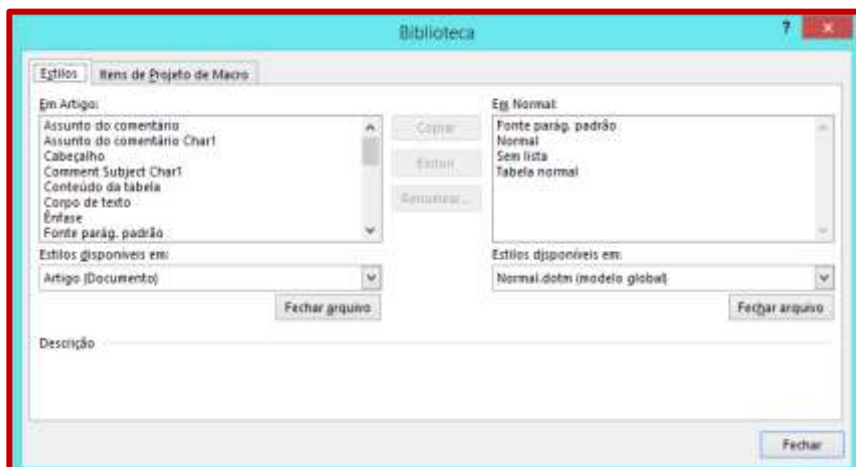 Biblioteca
?
Estilos
Itens de Projeto de Macro
Em Artigo:
Assunto do comentário
Assunto do comentário Char1
Cabeçalho
Comment Subject Char1
Conteúdo da tabela
Corpo de texto
Ênfase
Fonte parág. padrão
Estilos disponíveis em:
Artigo (Documento)
Fechar arquivo
Copiar
Excluir
Renomear...
Em Normal:
Fonte parág. padrão
Normal
Sem lista
Tabela normal
Estilos disponíveis em:
Normal.dotm (modelo global)
Fechar arquivo
Descrição
Fechar